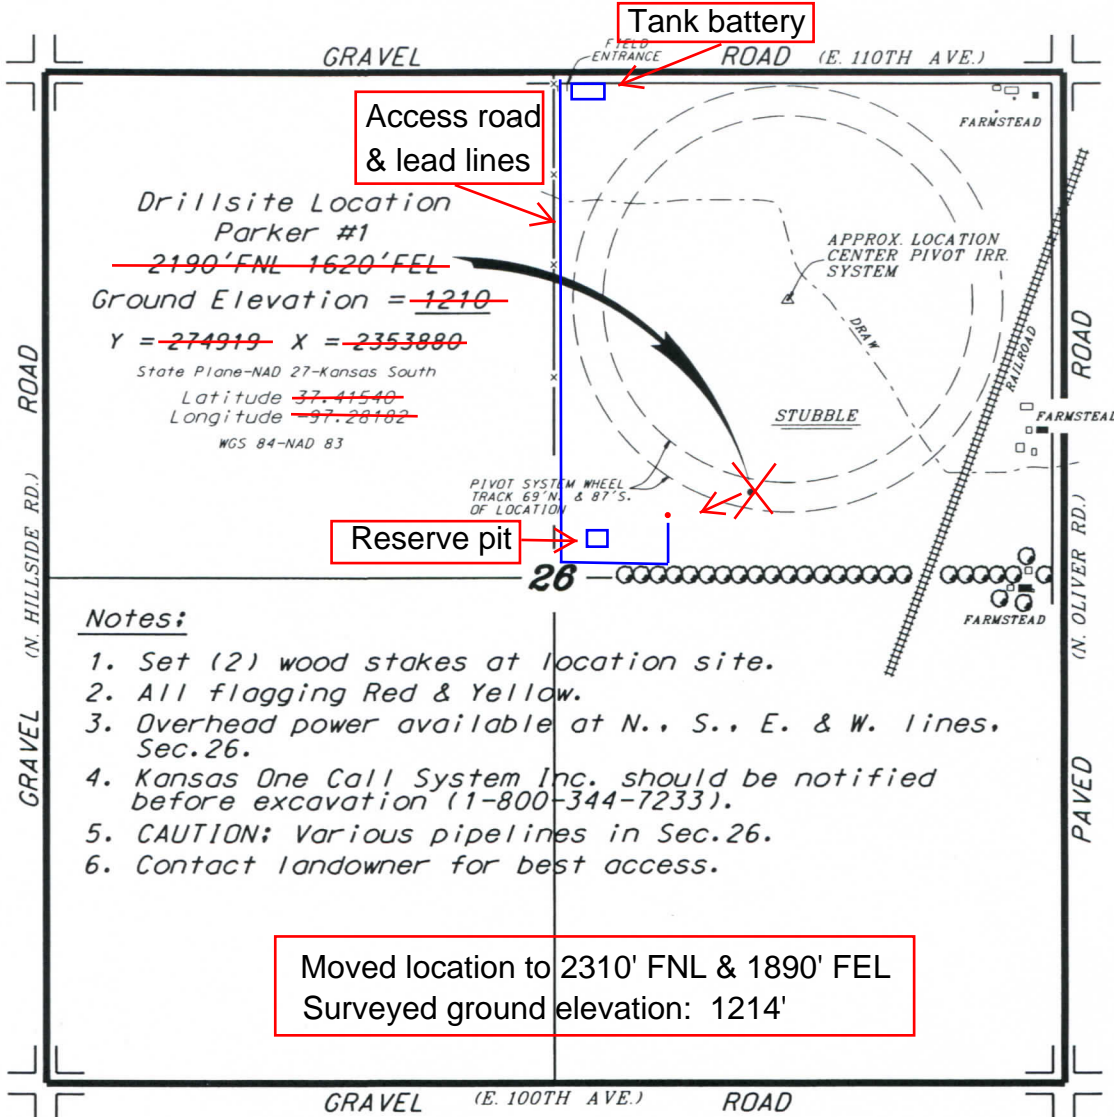 Tank battery
FIELD
ENTRANCE
GRAVEL ROAD (E. 110TH AVE.)
Access road
& lead lines
FARMSTEAD
Drillsite Location
Parker #1
2190'FNL 1620'FEL
Ground Elevation = 1210
Y = 274919 X = 2353880
State Plane-NAD 27-Kansas South
Latitude 37.41540
Longitude -97.28182
WGS 84-NAD 83
APPROX. LOCATION
CENTER PIVOT IRR.
SYSTEM
DRAW
RAILROAD
STUBBLE
FARMSTEAD
PIVOT SYSTEM WHEEL
TRACK 69'N. & 87'S.
OF LOCATION
Reserve pit
26
FARMSTEAD
GRAVEL (N. HILLSIDE RD.) ROAD
PAVED (N. OLIVER RD.) ROAD
Notes:
1. Set (2) wood stakes at location site.
2. All flagging Red & Yellow.
3. Overhead power available at N., S., E. & W. lines,
Sec.26.
4. Kansas One Call System Inc. should be notified
before excavation (1-800-344-7233).
5. CAUTION: Various pipelines in Sec.26.
6. Contact landowner for best access.
Moved location to 2310' FNL & 1890' FEL
Surveyed ground elevation: 1214'
GRAVEL (E. 100TH AVE.) ROAD